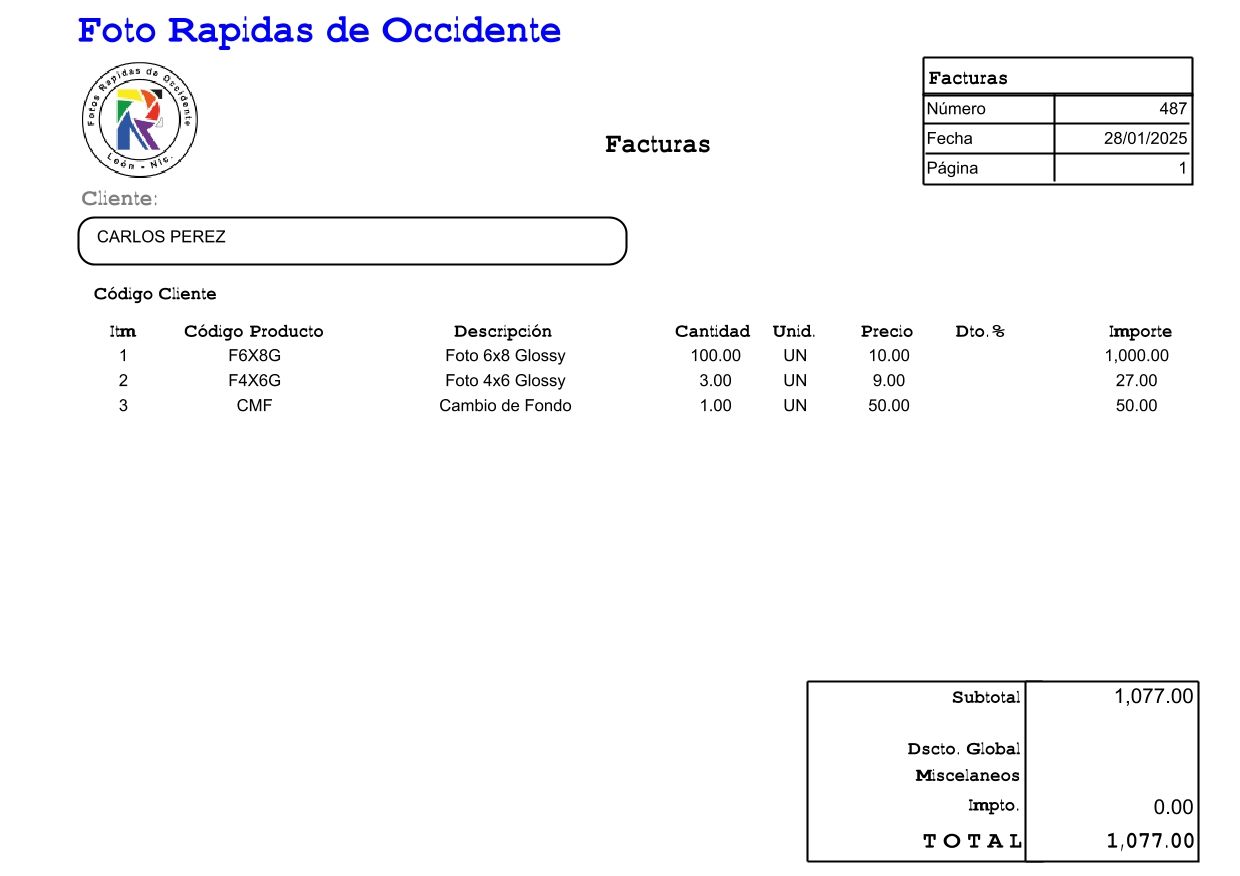 Foto Rapidas de Occidente
Fotos Rapidas de Occidente
León - Nic.
Facturas
Número 487
Fecha 28/01/2025
Página 1
Facturas
Cliente:
CARLOS PEREZ
Código Cliente
Itm Código Producto Descripción Cantidad Unid. Precio Dto.% Importe
1 F6X8G Foto 6x8 Glossy 100.00 UN 10.00 1,000.00
2 F4X6G Foto 4x6 Glossy 3.00 UN 9.00 27.00
3 CMF Cambio de Fondo 1.00 UN 50.00 50.00
Subtotal 1,077.00
Dscto. Global
Miscelaneos
Impto. 0.00
TOTAL 1,077.00